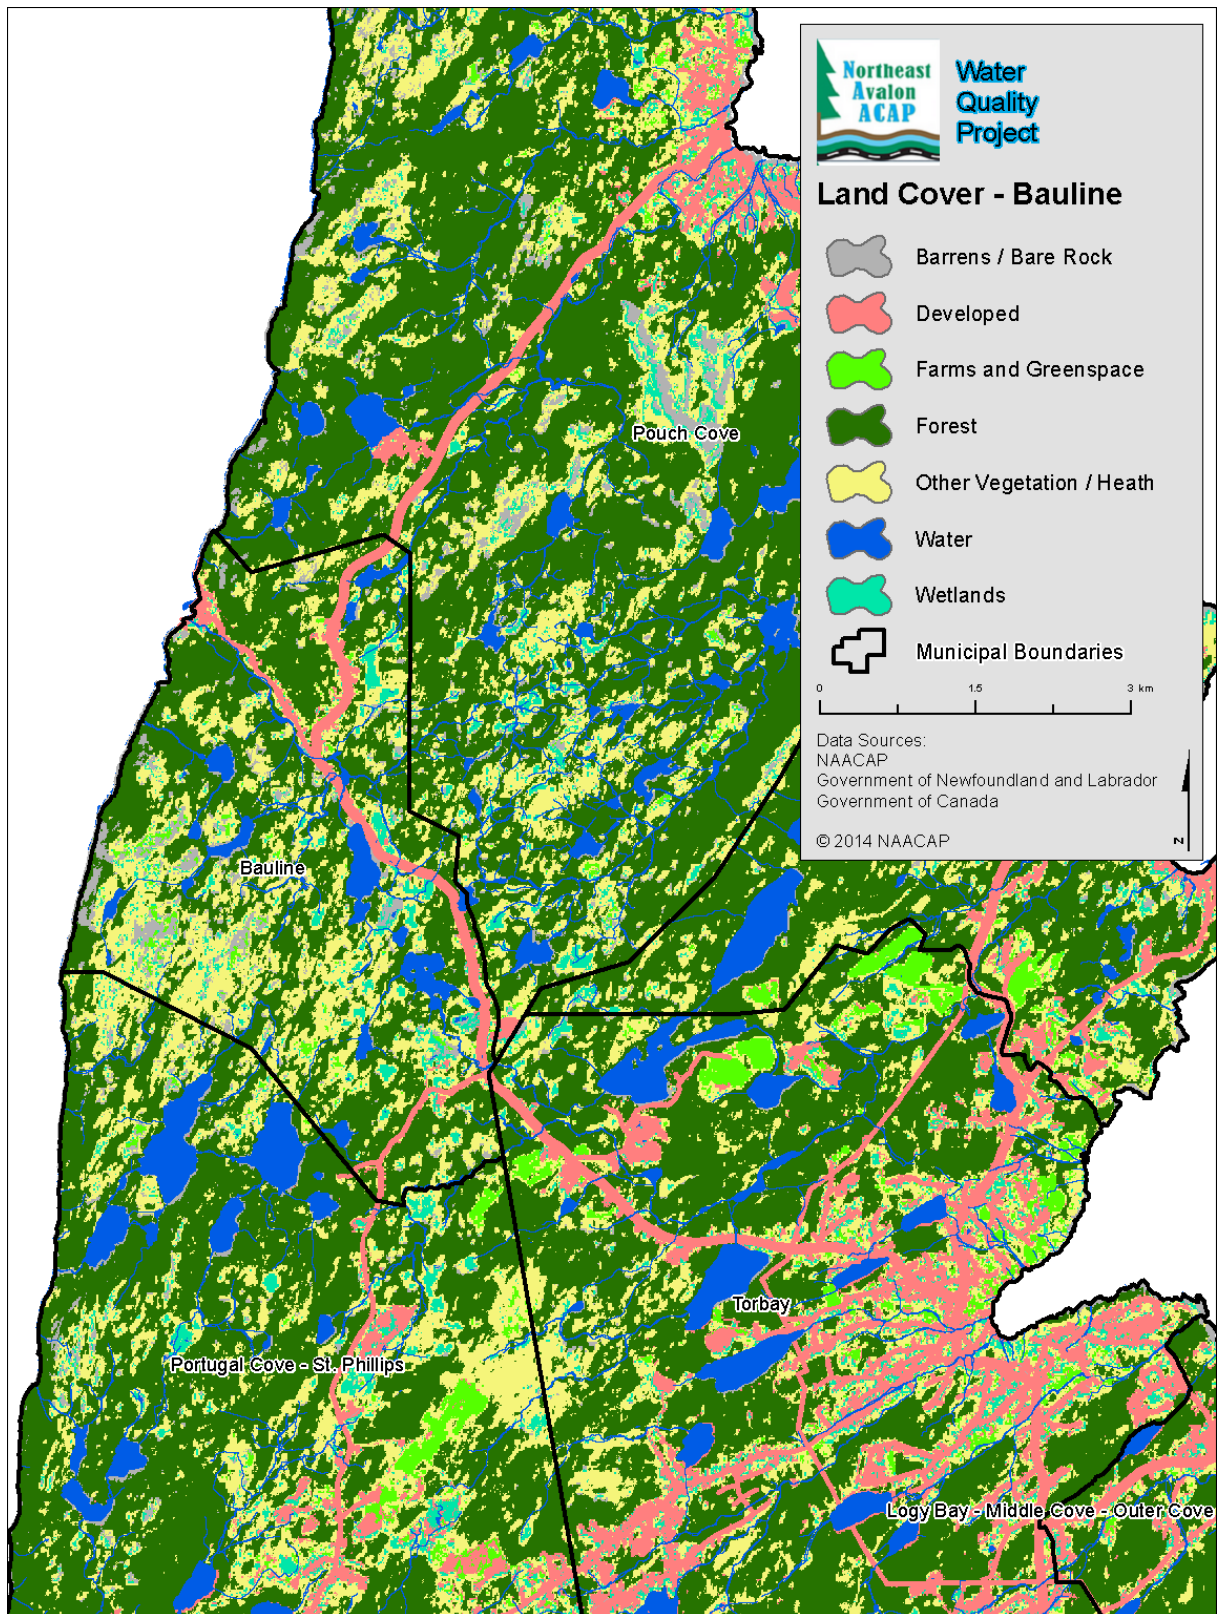 Northeast
Avalon
ACAP
Water
Quality
Project
Land Cover - Bauline
Barrens / Bare Rock
Developed
Farms and Greenspace
Forest
Other Vegetation / Heath
Water
Wetlands
Municipal Boundaries
0 1.5 3 km
Data Sources:
NAACAP
Government of Newfoundland and Labrador
Government of Canada
© 2014 NAACAP
N
Pouch Cove
Bauline
Torbay
Portugal Cove - St. Phillips
Logy Bay - Middle Cove - Outer Cove